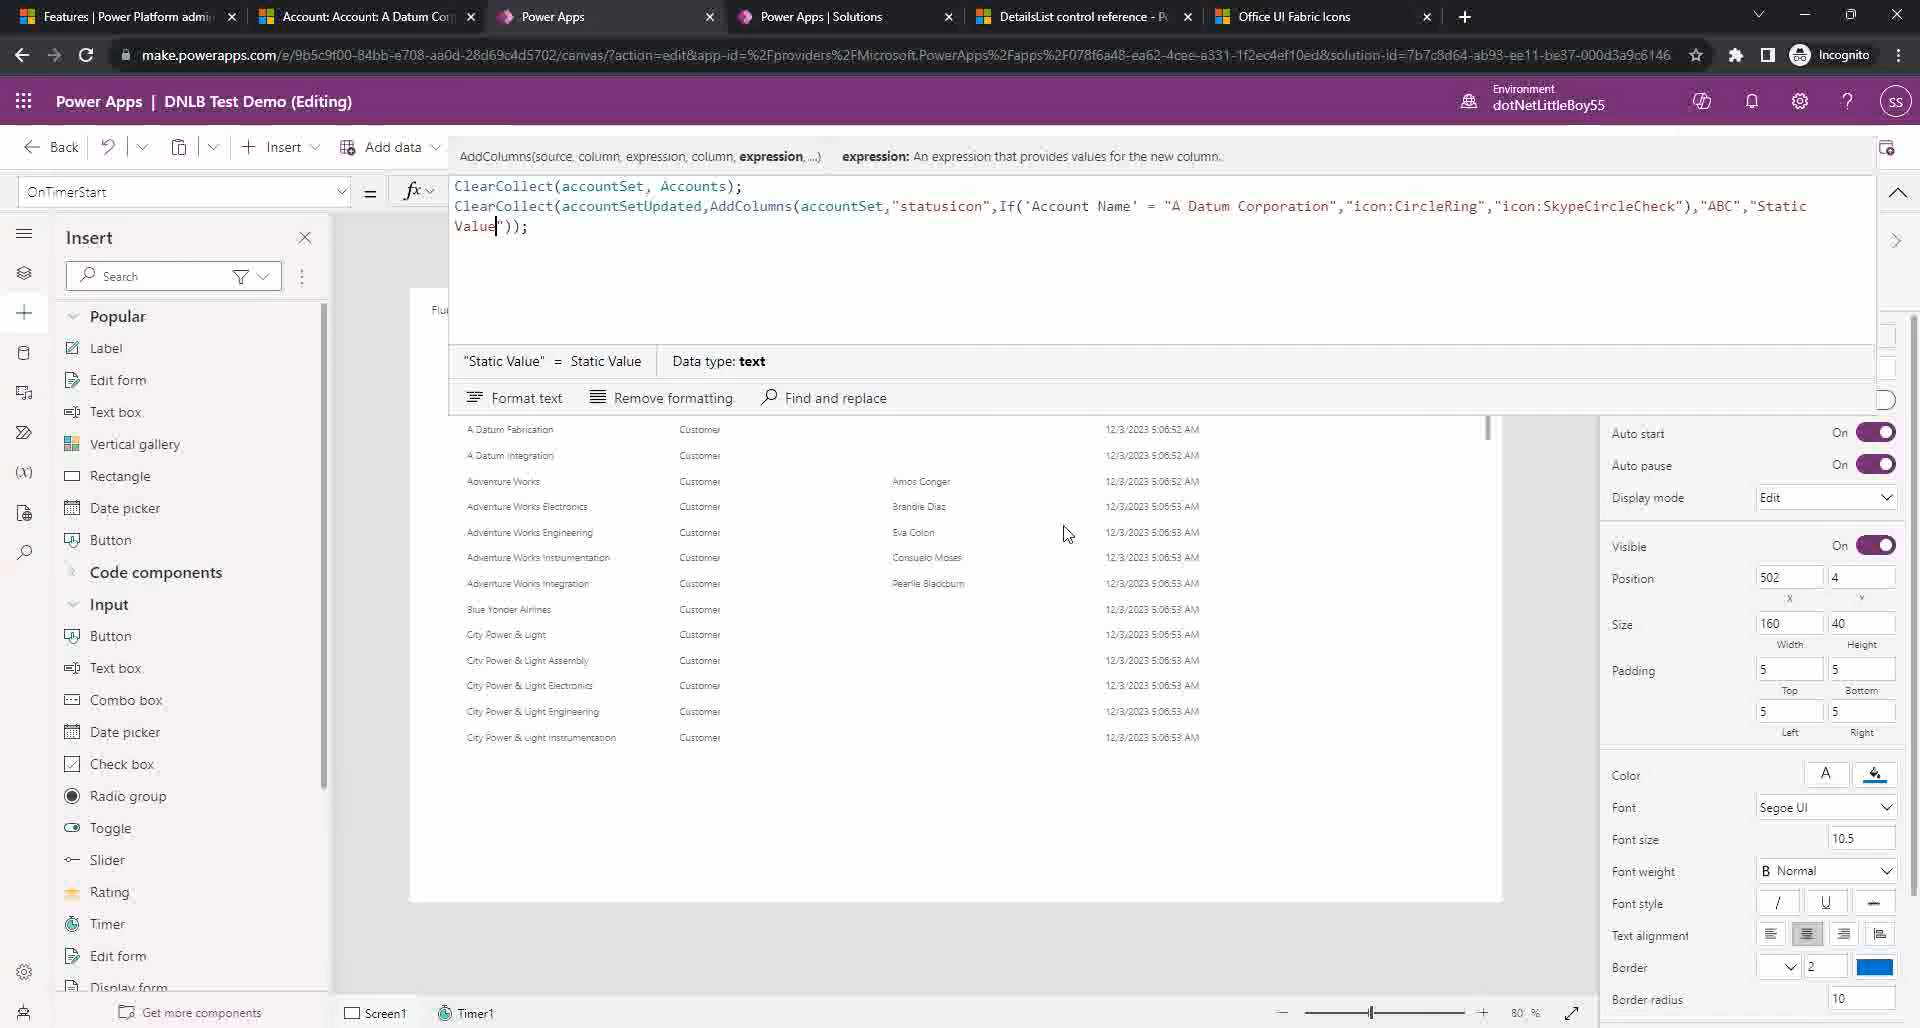 Features | Power Platform admi
Account: Account: A Datum Cor
Power Apps
Power Apps | Solutions
DetailsList control reference - Po
Office UI Fabric Icons
make.powerapps.com/e/9b5c9f00-84bb-e708-aa0d-28d69c4d5702/canvas/?action=edit&app-id=%2Fproviders%2FMicrosoft.PowerApps%2Fapps%2F078f6a48-ea62-4cee-a331-1f2ec4ef10ed&solution-id=7b7c8d64-ab93-ee11-be37-000d3a9c6146
Incognito
Power Apps | DNLB Test Demo (Editing)
Environment
dotNetLittleBoy55
SS
Back
Insert
Add data
AddColumns(source, column, expression, column, expression, ...)
expression: An expression that provides values for the new column.
OnTimerStart
=
fx
ClearCollect(accountSet, Accounts);
ClearCollect(accountSetUpdated,AddColumns(accountSet,"statusicon",If('Account Name' = "A Datum Corporation","icon:CircleRing","icon:SkypeCircleCheck"),"ABC","Static
Value"));
"Static Value" = Static Value
Data type: text
Format text
Remove formatting
Find and replace
Insert
Search
Popular
Label
Edit form
Text box
Vertical gallery
Rectangle
Date picker
Button
Code components
Input
Button
Text box
Combo box
Date picker
Check box
Radio group
Toggle
Slider
Rating
Timer
Edit form
Display form
Get more components
Flu
A Datum Fabrication Customer 12/3/2023 5:06:52 AM
A Datum Integration Customer 12/3/2023 5:06:52 AM
Adventure Works Customer Amos Conger 12/3/2023 5:06:52 AM
Adventure Works Electronics Customer Brandie Diaz 12/3/2023 5:06:53 AM
Adventure Works Engineering Customer Eva Colon 12/3/2023 5:06:53 AM
Adventure Works Instrumentation Customer Consuelo Moses 12/3/2023 5:06:53 AM
Adventure Works Integration Customer Pearlie Blackburn 12/3/2023 5:06:53 AM
Blue Yonder Airlines Customer 12/3/2023 5:06:53 AM
City Power & Light Customer 12/3/2023 5:06:53 AM
City Power & Light Assembly Customer 12/3/2023 5:06:53 AM
City Power & Light Electronics Customer 12/3/2023 5:06:53 AM
City Power & Light Engineering Customer 12/3/2023 5:06:53 AM
City Power & Light Instrumentation Customer 12/3/2023 5:06:53 AM
Auto start On
Auto pause On
Display mode Edit
Visible On
Position 502 4
X Y
Size 160 40
Width Height
Padding 5 5
Top Bottom
5 5
Left Right
Color A
Font Segoe UI
Font size 10.5
Font weight B Normal
Font style / U
Text alignment
Border 2
Border radius 10
Screen1
Timer1
80 %